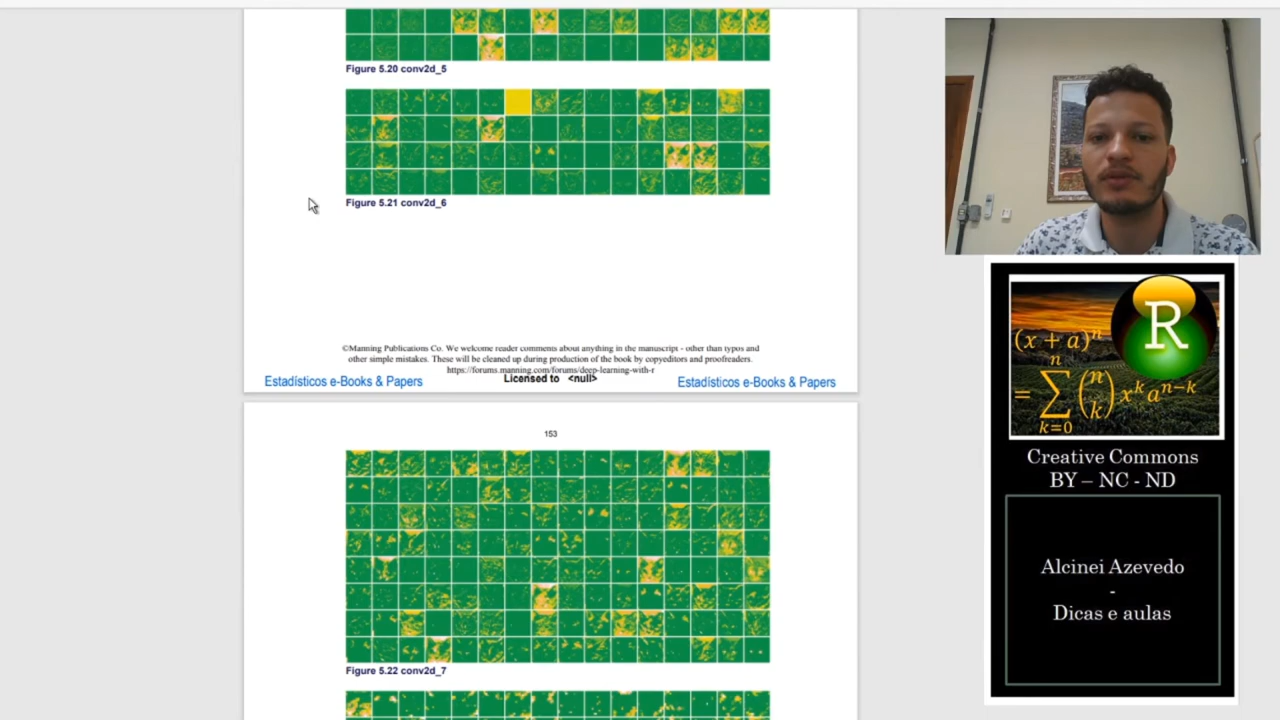 Figure 5.20 conv2d_5
Figure 5.21 conv2d_6
©Manning Publications Co. We welcome reader comments about anything in the manuscript - other than typos and
other simple mistakes. These will be cleaned up during production of the book by copyeditors and proofreaders.
https://forums.manning.com/forums/deep-learning-with-r
Estadísticos e-Books & Papers
Licensed to <null>
Estadísticos e-Books & Papers
153
Figure 5.22 conv2d_7
R
(x + a)^n
= ∑_{k=0}^{n} (n k) x^k a^{n-k}
Creative Commons
BY – NC - ND
Alcinei Azevedo
-
Dicas e aulas